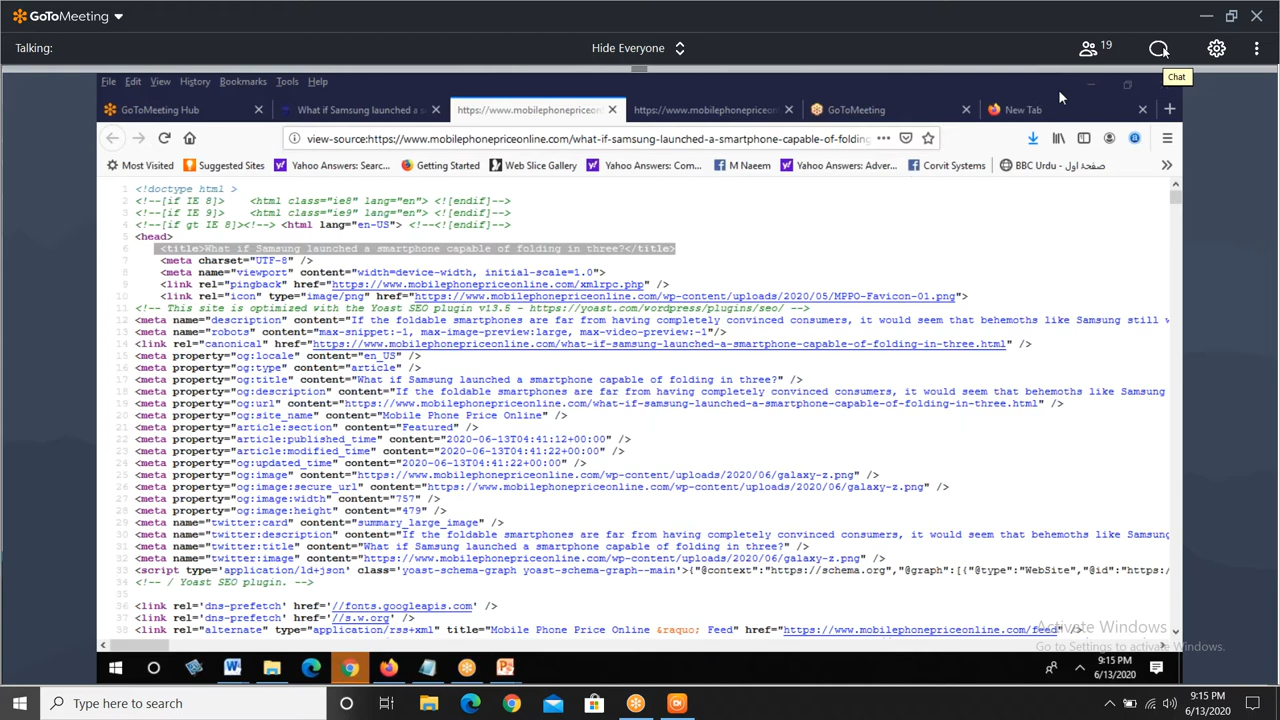 GoToMeeting
Talking:
Hide Everyone
19
Chat
File Edit View History Bookmarks Tools Help
GoToMeeting Hub
What if Samsung launched a s
https://www.mobilephonepriceon
https://www.mobilephonepriceonlin
GoToMeeting
New Tab
view-source:https://www.mobilephonepriceonline.com/what-if-samsung-launched-a-smartphone-capable-of-folding
Most Visited
Suggested Sites
Yahoo Answers: Searc...
Getting Started
Web Slice Gallery
Yahoo Answers: Com...
M Naeem
Yahoo Answers: Adver...
Corvit Systems
BBC Urdu - صفحۂ اول
1 <!doctype html >
2 <!--[if IE 8]> <html class="ie8" lang="en"> <![endif]-->
3 <!--[if IE 9]> <html class="ie9" lang="en"> <![endif]-->
4 <!--[if gt IE 8]><!--> <html lang="en-US"> <!--<![endif]-->
5 <head>
6 <title>What if Samsung launched a smartphone capable of folding in three?</title>
7 <meta charset="UTF-8" />
8 <meta name="viewport" content="width=device-width, initial-scale=1.0">
9 <link rel="pingback" href="https://www.mobilephonepriceonline.com/xmlrpc.php" />
10 <link rel="icon" type="image/png" href="https://www.mobilephonepriceonline.com/wp-content/uploads/2020/05/MPPO-Favicon-01.png">
11 <!-- This site is optimized with the Yoast SEO plugin v13.5 - https://yoast.com/wordpress/plugins/seo/ -->
12 <meta name="description" content="If the foldable smartphones are far from having completely convinced consumers, it would seem that behemoths like Samsung still w
13 <meta name="robots" content="max-snippet:-1, max-image-preview:large, max-video-preview:-1"/>
14 <link rel="canonical" href="https://www.mobilephonepriceonline.com/what-if-samsung-launched-a-smartphone-capable-of-folding-in-three.html" />
15 <meta property="og:locale" content="en_US" />
16 <meta property="og:type" content="article" />
17 <meta property="og:title" content="What if Samsung launched a smartphone capable of folding in three?" />
18 <meta property="og:description" content="If the foldable smartphones are far from having completely convinced consumers, it would seem that behemoths like Samsung
19 <meta property="og:url" content="https://www.mobilephonepriceonline.com/what-if-samsung-launched-a-smartphone-capable-of-folding-in-three.html" />
20 <meta property="og:site_name" content="Mobile Phone Price Online" />
21 <meta property="article:section" content="Featured" />
22 <meta property="article:published_time" content="2020-06-13T04:41:12+00:00" />
23 <meta property="article:modified_time" content="2020-06-13T04:41:22+00:00" />
24 <meta property="og:updated_time" content="2020-06-13T04:41:22+00:00" />
25 <meta property="og:image" content="https://www.mobilephonepriceonline.com/wp-content/uploads/2020/06/galaxy-z.png" />
26 <meta property="og:image:secure_url" content="https://www.mobilephonepriceonline.com/wp-content/uploads/2020/06/galaxy-z.png" />
27 <meta property="og:image:width" content="757" />
28 <meta property="og:image:height" content="479" />
29 <meta name="twitter:card" content="summary_large_image" />
30 <meta name="twitter:description" content="If the foldable smartphones are far from having completely convinced consumers, it would seem that behemoths like Samsung
31 <meta name="twitter:title" content="What if Samsung launched a smartphone capable of folding in three?" />
32 <meta name="twitter:image" content="https://www.mobilephonepriceonline.com/wp-content/uploads/2020/06/galaxy-z.png" />
33 <script type='application/ld+json' class='yoast-schema-graph yoast-schema-graph--main'>{"@context":"https://schema.org","@graph":[{"@type":"WebSite","@id":"https:/
34 <!-- / Yoast SEO plugin. -->
35
36 <link rel='dns-prefetch' href='//fonts.googleapis.com' />
37 <link rel='dns-prefetch' href='//s.w.org' />
38 <link rel="alternate" type="application/rss+xml" title="Mobile Phone Price Online &raquo; Feed" href="https://www.mobilephonepriceonline.com/feed" />
Activate Windows
Go to Settings to activate Windows.
9:15 PM
6/13/2020
Type here to search
9:15 PM
6/13/2020